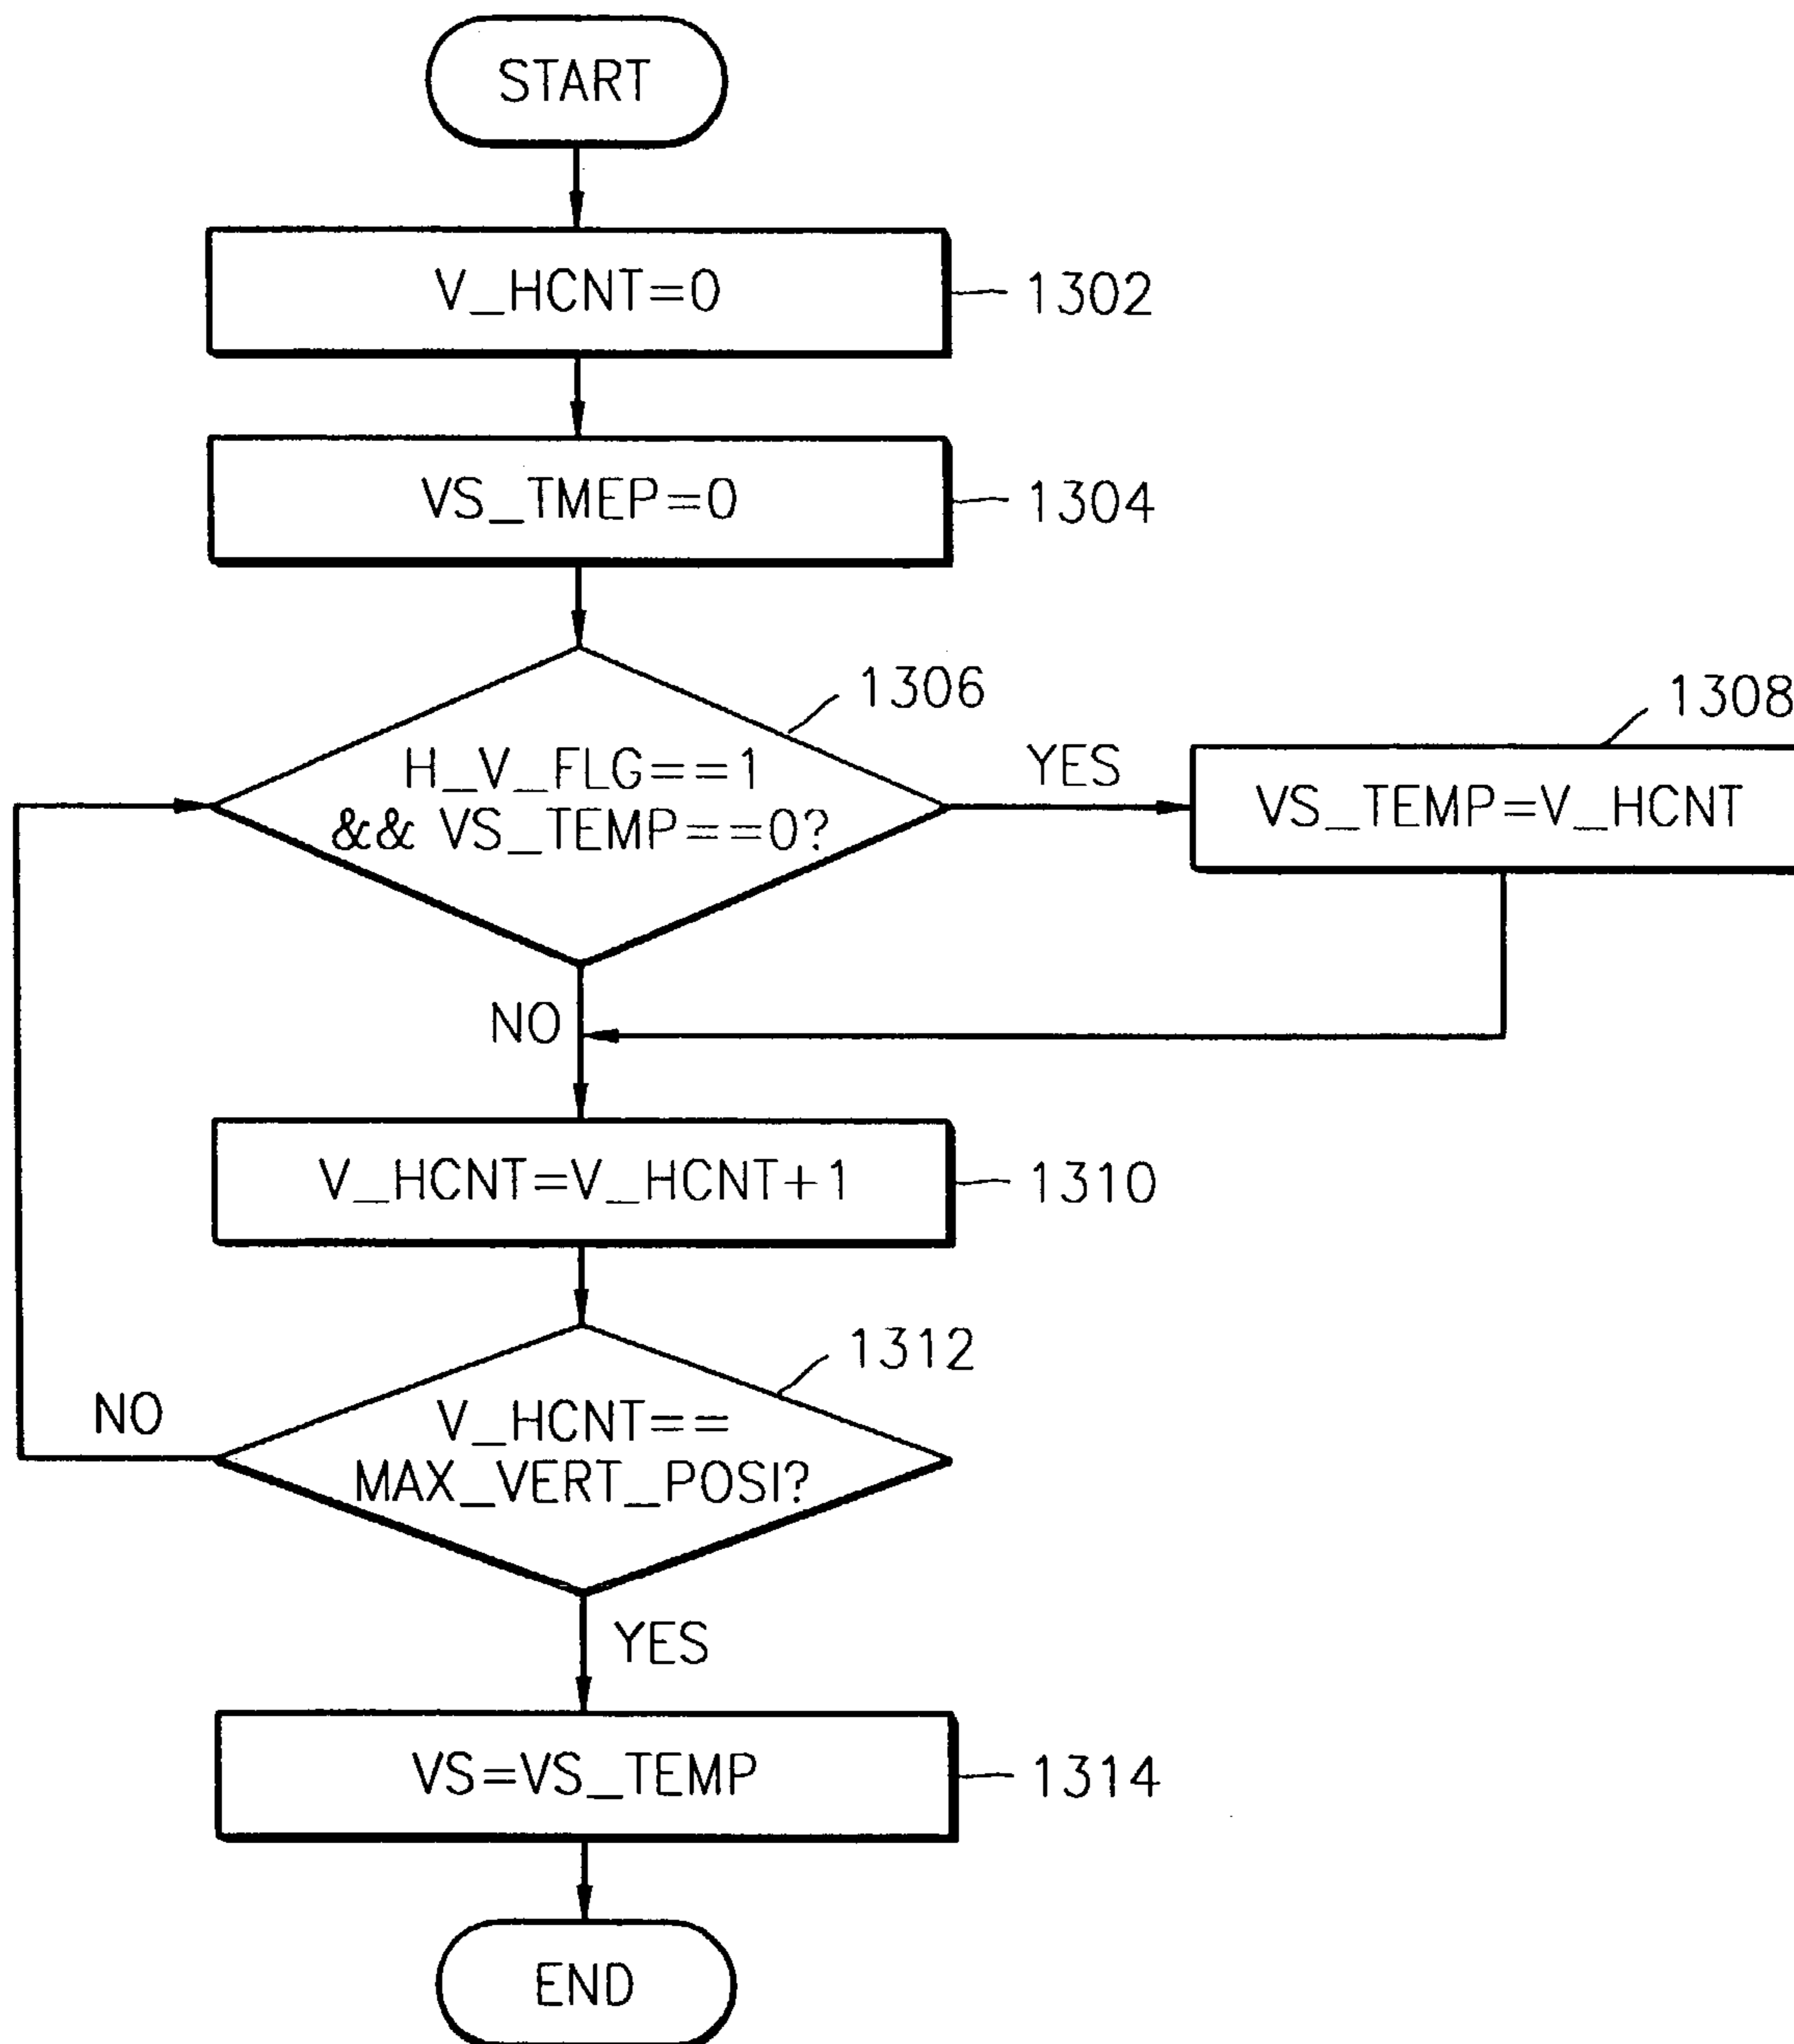 START
V_HCNT=0
1302
VS_TMEP=0
1304
1306
H_V_FLG==1
&& VS_TEMP==0?
YES
1308
VS_TEMP=V_HCNT
NO
V_HCNT=V_HCNT+1
1310
1312
V_HCNT==
MAX_VERT_POSI?
NO
YES
VS=VS_TEMP
1314
END